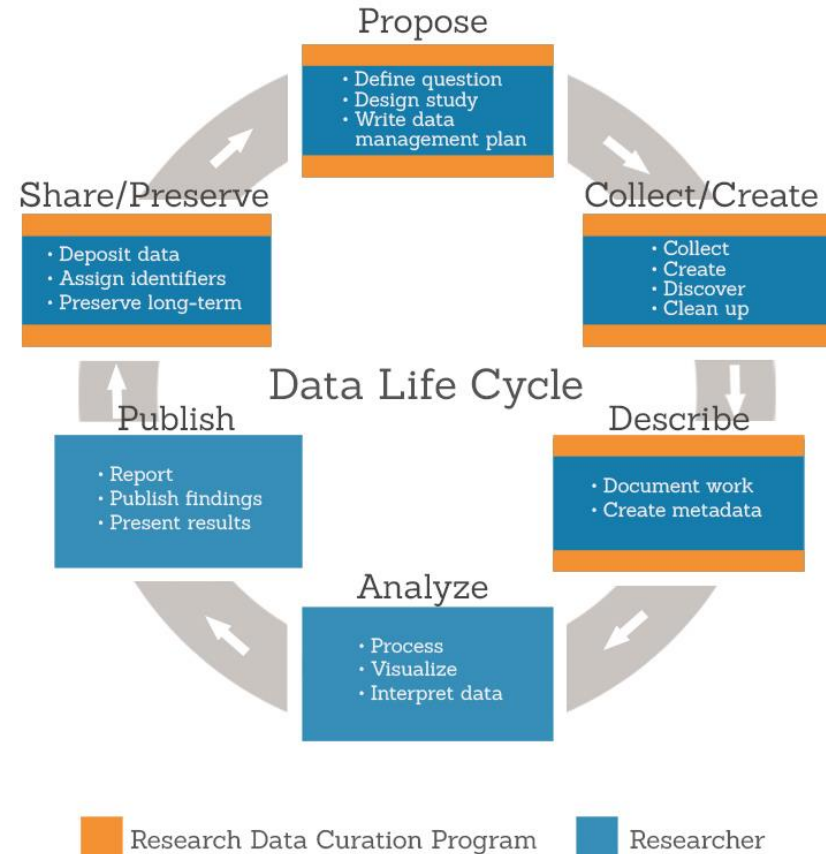 Propose
• Define question
• Design study
• Write data
management plan
Collect/Create
• Collect
• Create
• Discover
• Clean up
Describe
• Document work
• Create metadata
Analyze
• Process
• Visualize
• Interpret data
Publish
• Report
• Publish findings
• Present results
Share/Preserve
• Deposit data
• Assign identifiers
• Preserve long-term
Data Life Cycle
Research Data Curation Program
Researcher